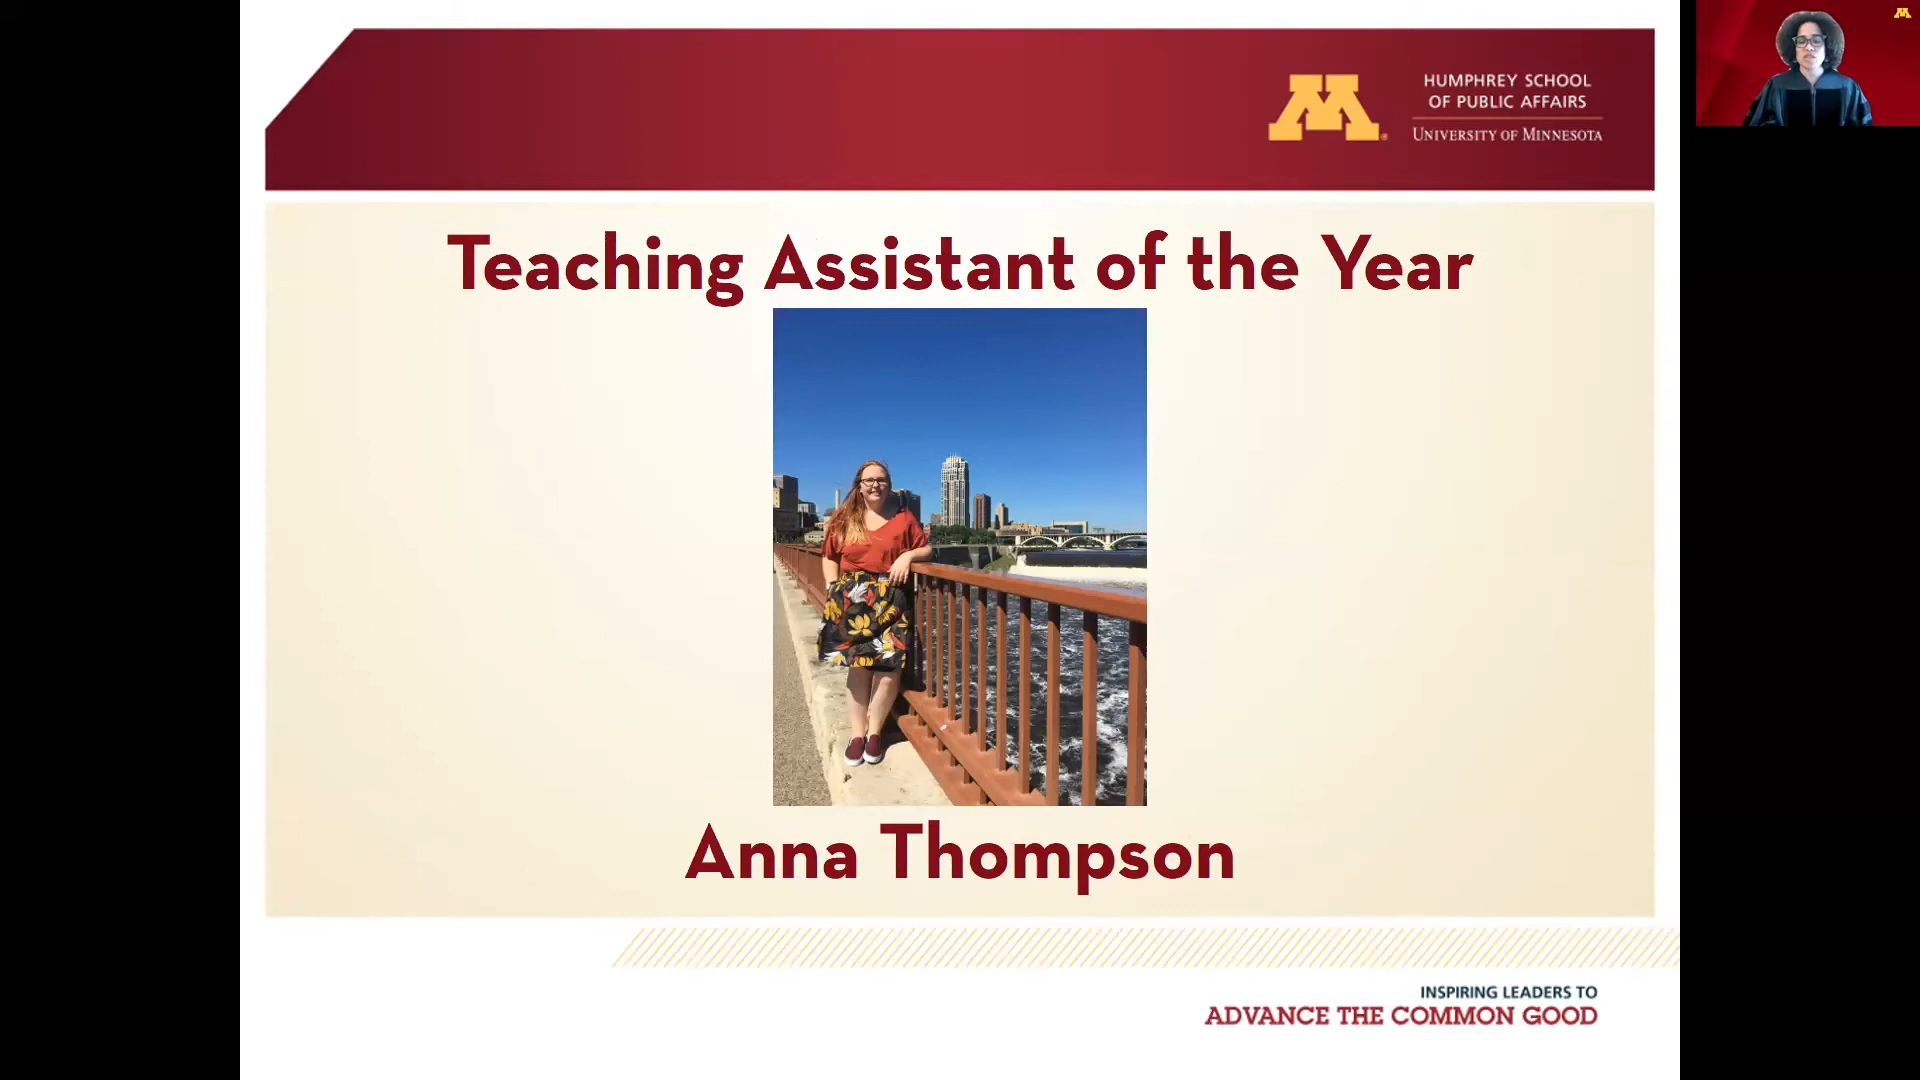 HUMPHREY SCHOOL
OF PUBLIC AFFAIRS
UNIVERSITY OF MINNESOTA
Teaching Assistant of the Year
Anna Thompson
INSPIRING LEADERS TO
ADVANCE THE COMMON GOOD